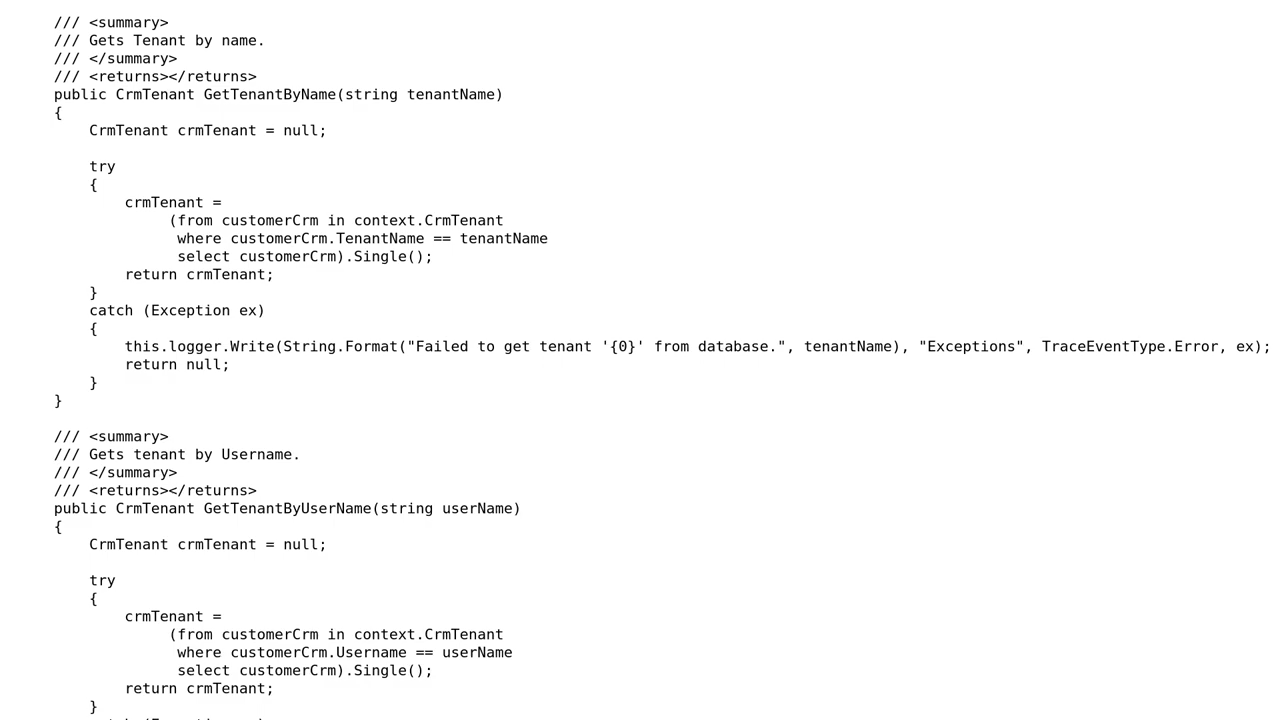 /// <summary>
/// Gets Tenant by name.
/// </summary>
/// <returns></returns>
public CrmTenant GetTenantByName(string tenantName)
{
    CrmTenant crmTenant = null;

    try
    {
        crmTenant =
             (from customerCrm in context.CrmTenant
              where customerCrm.TenantName == tenantName
              select customerCrm).Single();
        return crmTenant;
    }
    catch (Exception ex)
    {
        this.logger.Write(String.Format("Failed to get tenant '{0}' from database.", tenantName), "Exceptions", TraceEventType.Error, ex);
        return null;
    }
}

/// <summary>
/// Gets tenant by Username.
/// </summary>
/// <returns></returns>
public CrmTenant GetTenantByUserName(string userName)
{
    CrmTenant crmTenant = null;

    try
    {
        crmTenant =
             (from customerCrm in context.CrmTenant
              where customerCrm.Username == userName
              select customerCrm).Single();
        return crmTenant;
    }